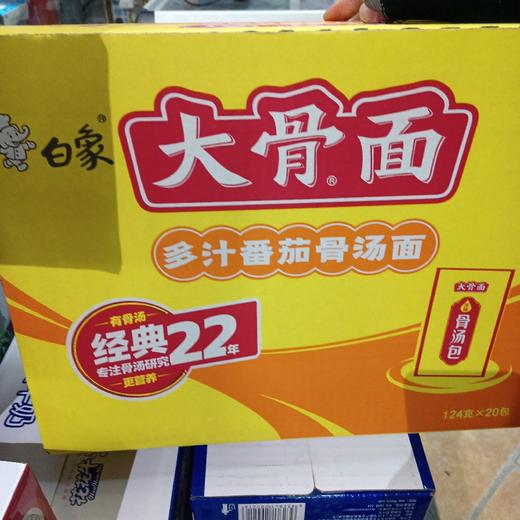 白象®
大骨面
®
多汁番茄骨汤面
有骨汤
经典22年
专注骨汤研究
更营养
大骨面
骨汤包
124克×20包